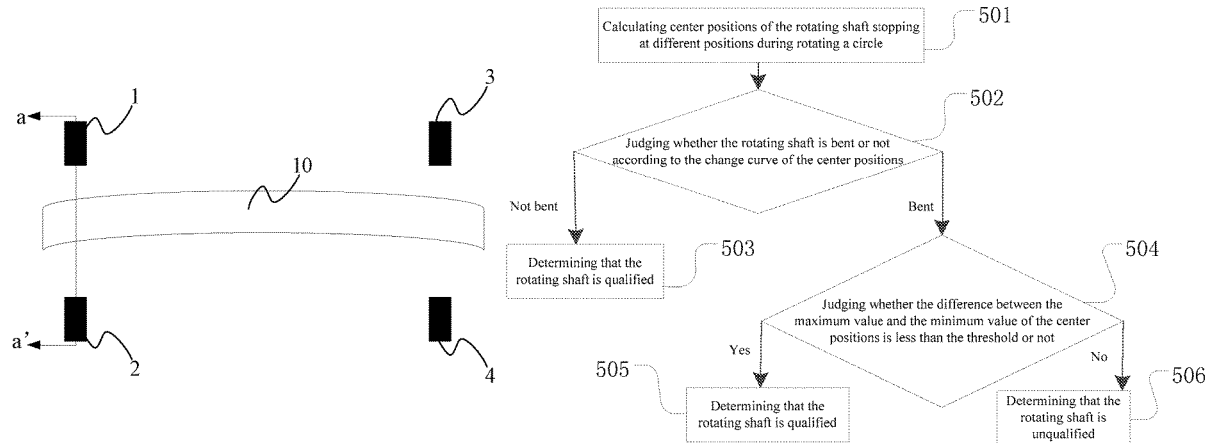 a
1
3
10
a'
2
4
Calculating center positions of the rotating shaft stopping
at different positions during rotating a circle
501
502
Judging whether the rotating shaft is bent or not
according to the change curve of the center positions
Not bent
Bent
503
Determining that the
rotating shaft is qualified
504
Judging whether the difference between the
maximum value and the minimum value of the center
positions is less than the threshold or not
Yes
No
505
Determining that the
rotating shaft is qualified
506
Determining that the
rotating shaft is
unqualified